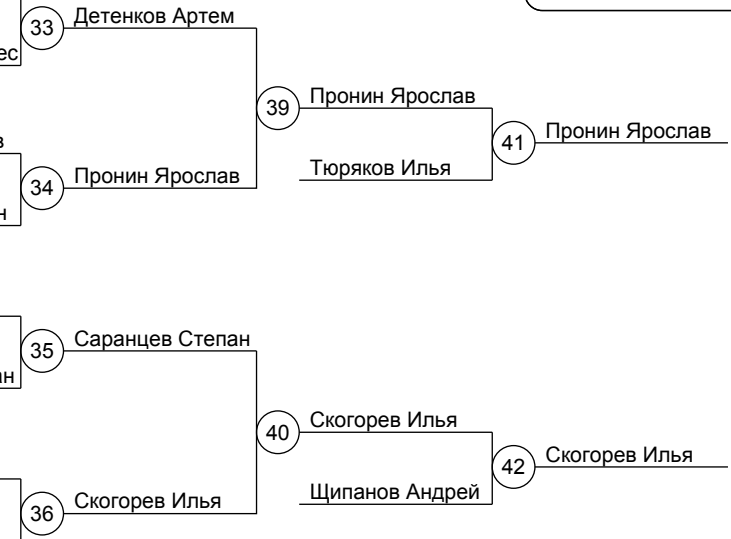 33 Детенков Артем
39 Пронин Ярослав
41 Пронин Ярослав
Тюряков Илья
34 Пронин Ярослав
35 Саранцев Степан
40 Скогорев Илья
42 Скогорев Илья
Щипанов Андрей
36 Скогорев Илья